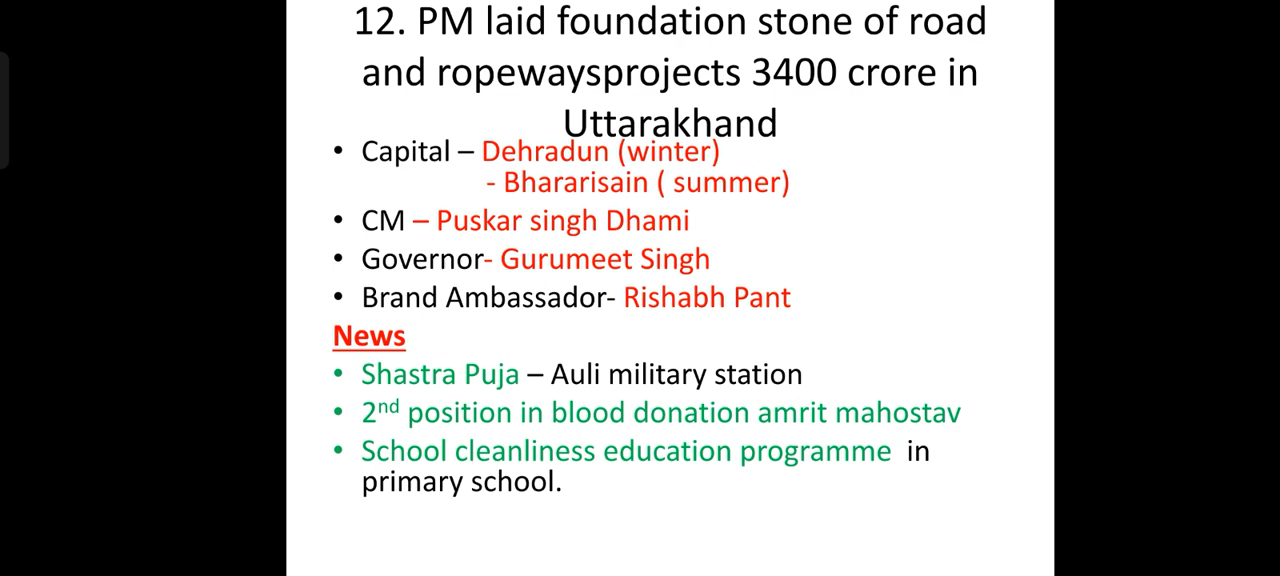 12. PM laid foundation stone of road
and ropewaysprojects 3400 crore in
Uttarakhand
• Capital – Dehradun (winter)
- Bhararisain ( summer)
• CM – Puskar singh Dhami
• Governor- Gurumeet Singh
• Brand Ambassador- Rishabh Pant
News
• Shastra Puja – Auli military station
• 2nd position in blood donation amrit mahostav
• School cleanliness education programme in
primary school.